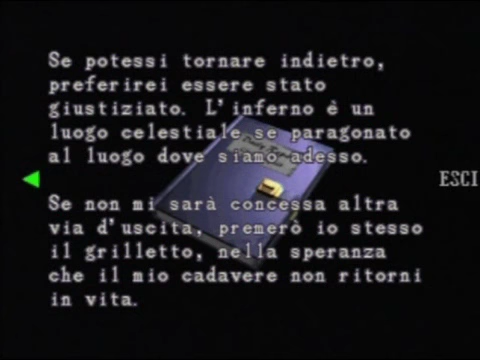 Se potessi tornare indietro,
preferirei essere stato
giustiziato. L'inferno è un
luogo celestiale se paragonato
al luogo dove siamo adesso.
ESCI
Se non mi sarà concessa altra
via d'uscita, premerò io stesso
il grilletto, nella speranza
che il mio cadavere non ritorni
in vita.